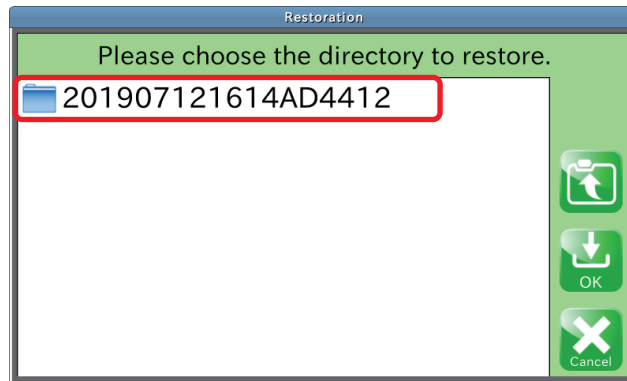 Restoration
Please choose the directory to restore.
201907121614AD4412
OK
Cancel